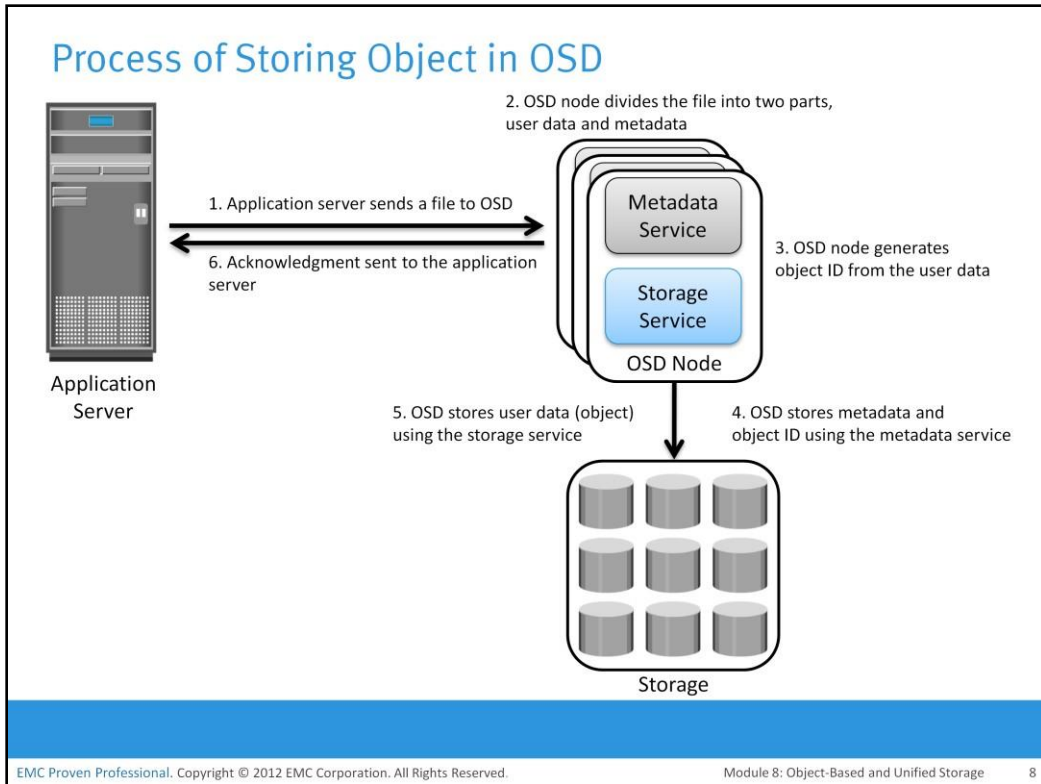 Process of Storing Object in OSD
2. OSD node divides the file into two parts,
user data and metadata
1. Application server sends a file to OSD
6. Acknowledgment sent to the application
server
Metadata
Service
Storage
Service
OSD Node
3. OSD node generates
object ID from the user data
Application
Server
5. OSD stores user data (object)
using the storage service
4. OSD stores metadata and
object ID using the metadata service
Storage
EMC Proven Professional. Copyright © 2012 EMC Corporation. All Rights Reserved.
Module 8: Object-Based and Unified Storage 8